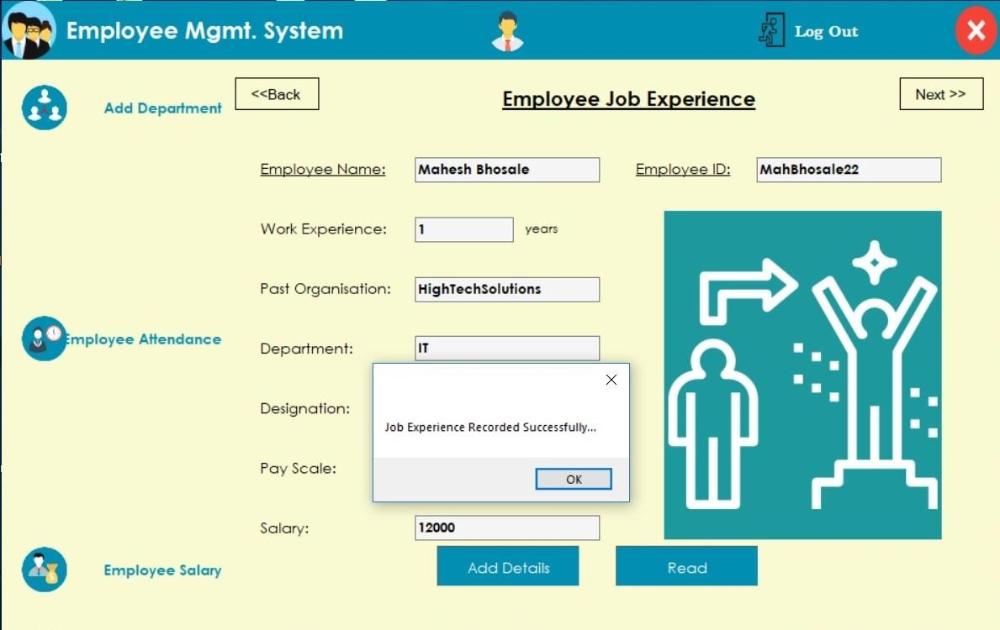 Employee Mgmt. System
Log Out
<<Back
Employee Job Experience
Next >>
Add Department
Employee Name: Mahesh Bhosale Employee ID: MahBhosale22
Work Experience: 1 years
Past Organisation: HighTechSolutions
Employee Attendance
Department: IT
Designation:
Job Experience Recorded Successfully...
Pay Scale:
OK
Salary: 12000
Employee Salary
Add Details
Read